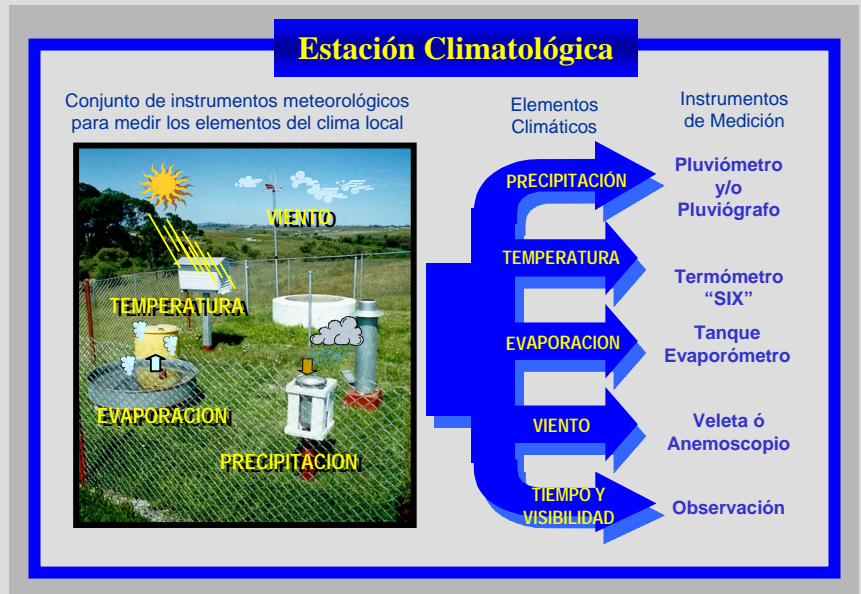 Estación Climatológica
Conjunto de instrumentos meteorológicos
para medir los elementos del clima local
VIENTO
TEMPERATURA
EVAPORACION
PRECIPITACION
Elementos
Climáticos
PRECIPITACIÓN
TEMPERATURA
EVAPORACION
VIENTO
TIEMPO Y
VISIBILIDAD
Instrumentos
de Medición
Pluviómetro
y/o
Pluviógrafo
Termómetro
“SIX”
Tanque
Evaporómetro
Veleta ó
Anemoscopio
Observación